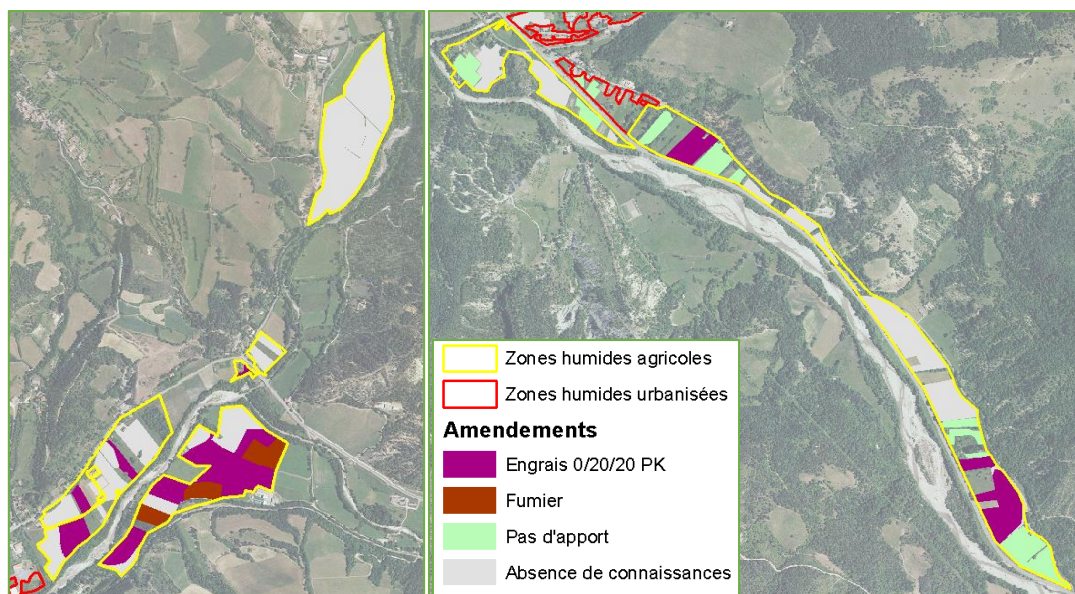 Zones humides agricoles
Zones humides urbanisées
Amendements
Engrais 0/20/20 PK
Fumier
Pas d'apport
Absence de connaissances